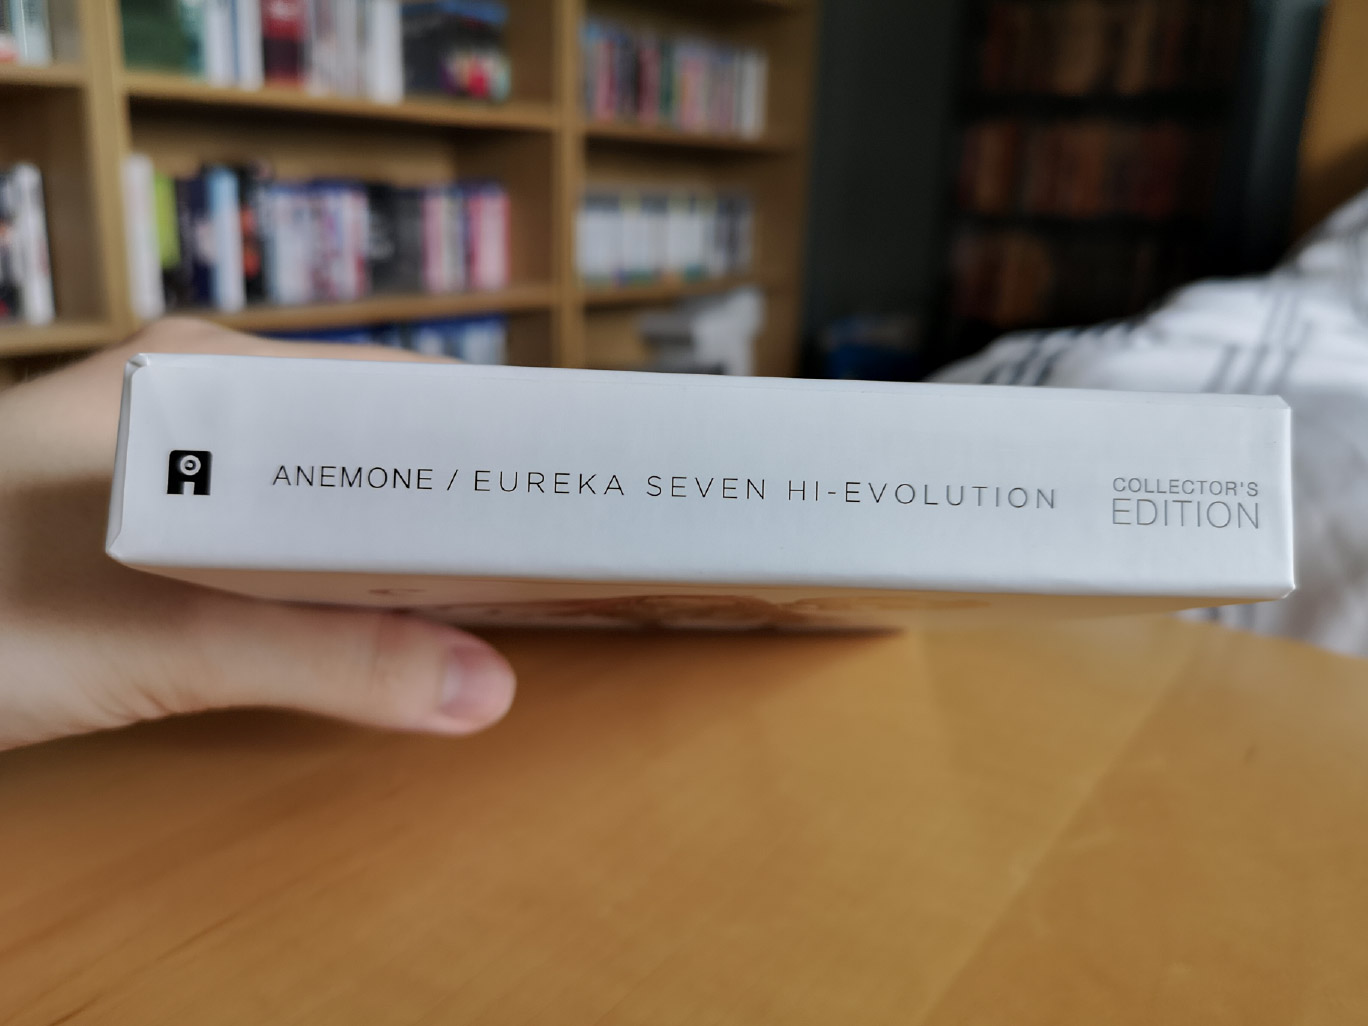 ANEMONE / EUREKA SEVEN HI-EVOLUTION
COLLECTOR'S
EDITION